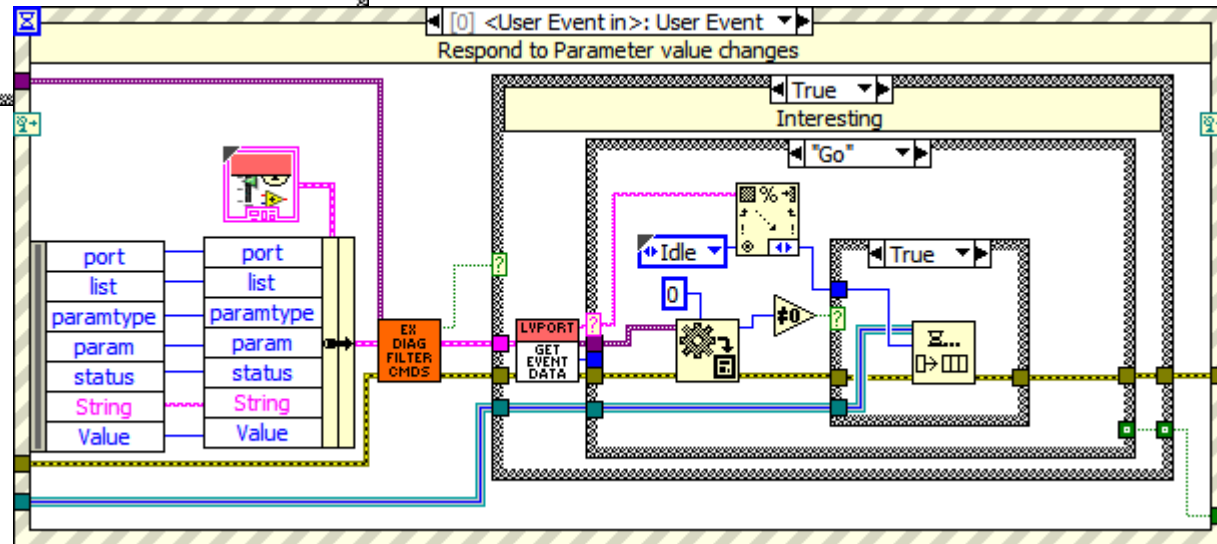 [0] <User Event in>: User Event
Respond to Parameter value changes
True
Interesting
"Go"
%
Idle
True
0
≠0
port
list
paramtype
param
status
String
Value
port
list
paramtype
param
status
String
Value
EX
DIAG
FILTER
CMDS
?
LVPORT
GET
EVENT
DATA
?
?